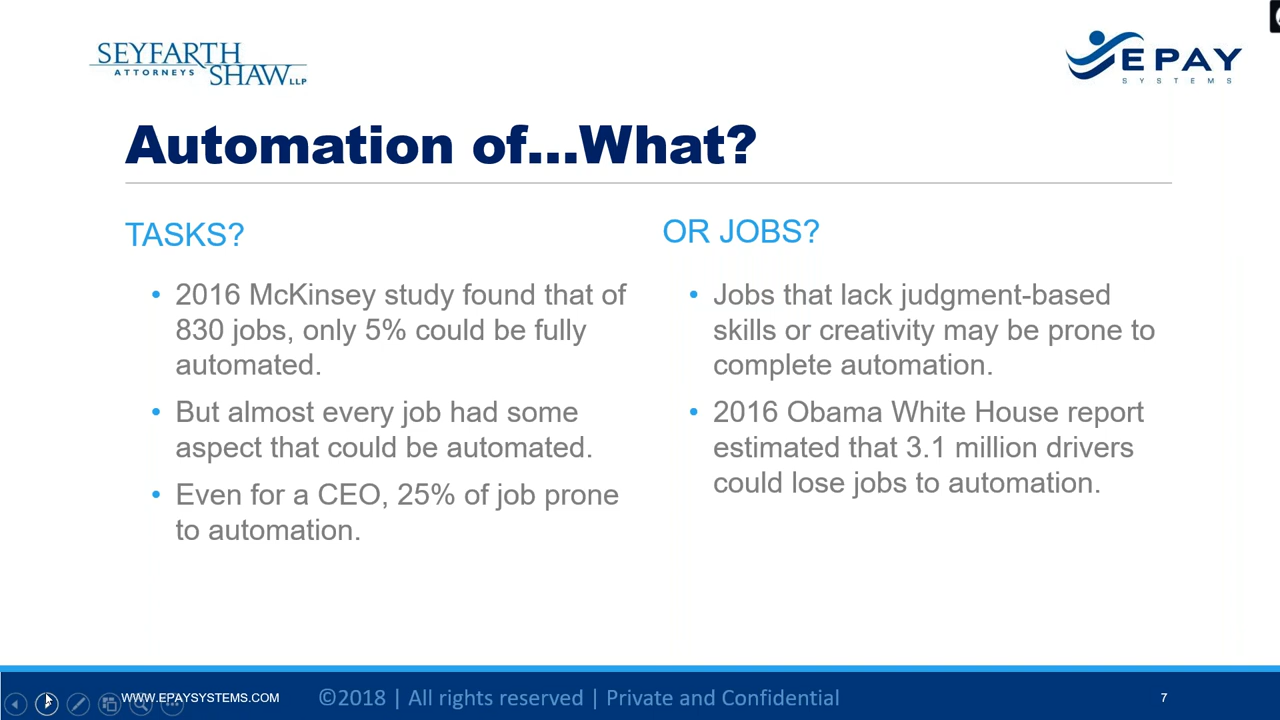 SEYFARTH
ATTORNEYS SHAW LLP
EPAY
SYSTEMS
Automation of...What?
TASKS?
• 2016 McKinsey study found that of
830 jobs, only 5% could be fully
automated.
• But almost every job had some
aspect that could be automated.
• Even for a CEO, 25% of job prone
to automation.
OR JOBS?
• Jobs that lack judgment-based
skills or creativity may be prone to
complete automation.
• 2016 Obama White House report
estimated that 3.1 million drivers
could lose jobs to automation.
WWW.EPAYSYSTEMS.COM ©2018 | All rights reserved | Private and Confidential 7